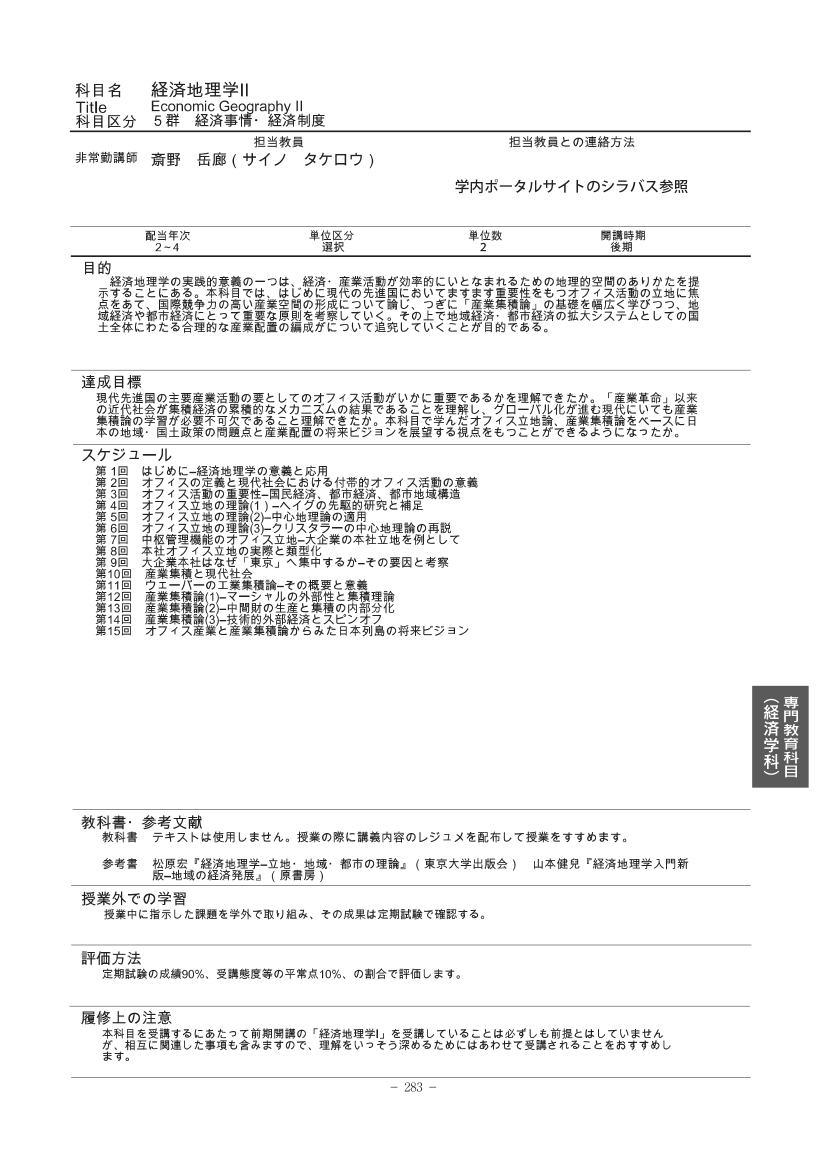 科目名　経済地理学II
Title　Economic Geography II
科目区分　５群　経済事情・経済制度
担当教員　担当教員との連絡方法
非常勤講師　斎野　岳廊（サイノ　タケロウ）
学内ポータルサイトのシラバス参照
配当年次　単位区分　単位数　開講時期
２～４　選択　２　後期
目的
　経済地理学の実践的意義の一つは、経済・産業活動が効率的にいとなまれるための地理的空間のありかたを提
示することにある。本科目では、はじめに現代の先進国においてますます重要性をもつオフィス活動の立地に焦
点をあて、国際競争力の高い産業空間の形成について論じ、つぎに「産業集積論」の基礎を幅広く学びつつ、地
域経済や都市経済にとって重要な原則を考察していく。その上で地域経済・都市経済の拡大システムとしての国
土全体にわたる合理的な産業配置の編成がについて追究していくことが目的である。
達成目標
現代先進国の主要産業活動の要としてのオフィス活動がいかに重要であるかを理解できたか。「産業革命」以来
の近代社会が集積経済の累積的なメカニズムの結果であることを理解し、グローバル化が進む現代にいても産業
集積論の学習が必要不可欠であること理解できたか。本科目で学んだオフィス立地論、産業集積論をベースに日
本の地域・国土政策の問題点と産業配置の将来ビジョンを展望する視点をもつことができるようになったか。
スケジュール
第 1回　はじめに–経済地理学の意義と応用
第 2回　オフィスの定義と現代社会における付帯的オフィス活動の意義
第 3回　オフィス活動の重要性–国民経済、都市経済、都市地域構造
第 4回　オフィス立地の理論(1）–ヘイグの先駆的研究と補足
第 5回　オフィス立地の理論(2)–中心地理論の適用
第 6回　オフィス立地の理論(3)–クリスタラーの中心地理論の再説
第 7回　中枢管理機能のオフィス立地–大企業の本社立地を例として
第 8回　本社オフィス立地の実際と類型化
第 9回　大企業本社はなぜ「東京」へ集中するか–その要因と考察
第10回　産業集積と現代社会
第11回　ウェーバーの工業集積論–その概要と意義
第12回　産業集積論(1)–マーシャルの外部性と集積理論
第13回　産業集積論(2)–中間財の生産と集積の内部分化
第14回　産業集積論(3)–技術的外部経済とスピンオフ
第15回　オフィス産業と産業集積論からみた日本列島の将来ビジョン
専門教育科目
（経済学科）
教科書・参考文献
教科書　テキストは使用しません。授業の際に講義内容のレジュメを配布して授業をすすめます。
参考書　松原宏『経済地理学–立地・地域・都市の理論』（東京大学出版会）　山本健兒『経済地理学入門新
版–地域の経済発展』（原書房）
授業外での学習
授業中に指示した課題を学外で取り組み、その成果は定期試験で確認する。
評価方法
定期試験の成績90%、受講態度等の平常点10%、の割合で評価します。
履修上の注意
本科目を受講するにあたって前期開講の「経済地理学I」を受講していることは必ずしも前提とはしていません
が、相互に関連した事項も含みますので、理解をいっそう深めるためにはあわせて受講されることをおすすめし
ます。
－ 283 －